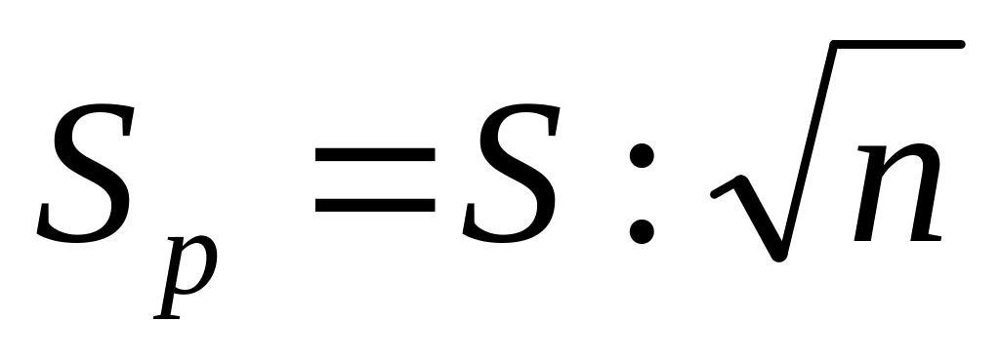 Sₚ = S : √n